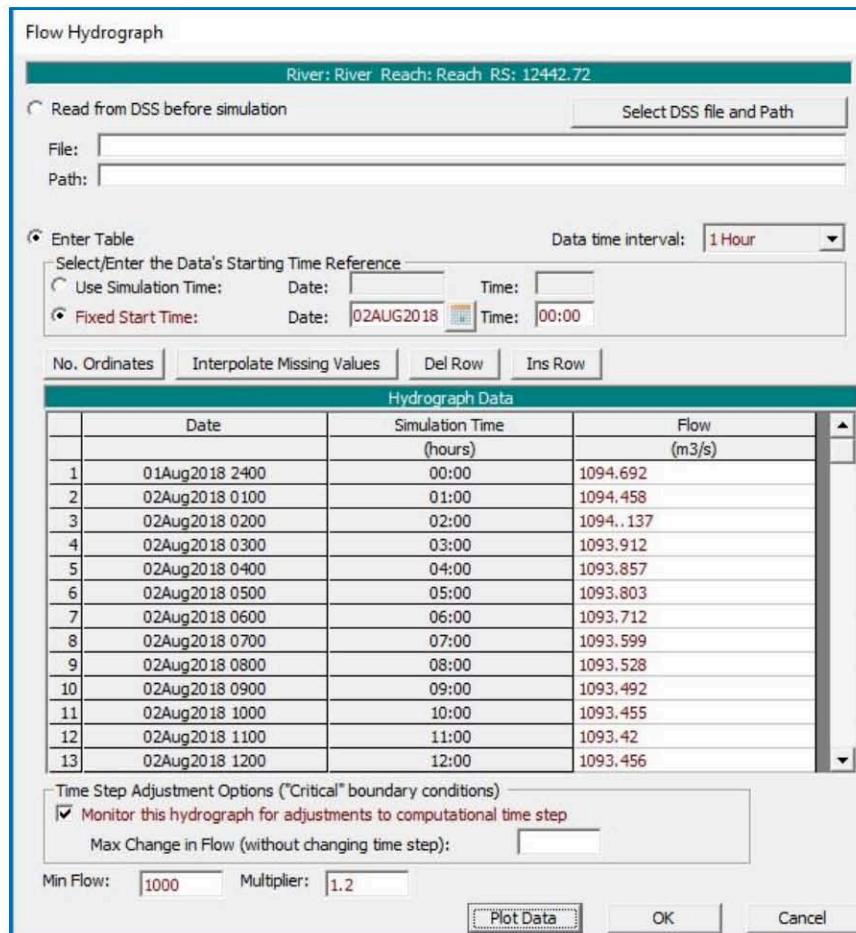 Flow Hydrograph
River: River Reach: Reach RS: 12442.72
Read from DSS before simulation Select DSS file and Path
File:
Path:
Enter Table Data time interval: 1 Hour
Select/Enter the Data's Starting Time Reference
Use Simulation Time: Date: Time:
Fixed Start Time: Date: 02AUG2018 Time: 00:00
No. Ordinates Interpolate Missing Values Del Row Ins Row
Hydrograph Data
Date Simulation Time Flow
(hours) (m3/s)
1 01Aug2018 2400 00:00 1094.692
2 02Aug2018 0100 01:00 1094.458
3 02Aug2018 0200 02:00 1094..137
4 02Aug2018 0300 03:00 1093.912
5 02Aug2018 0400 04:00 1093.857
6 02Aug2018 0500 05:00 1093.803
7 02Aug2018 0600 06:00 1093.712
8 02Aug2018 0700 07:00 1093.599
9 02Aug2018 0800 08:00 1093.528
10 02Aug2018 0900 09:00 1093.492
11 02Aug2018 1000 10:00 1093.455
12 02Aug2018 1100 11:00 1093.42
13 02Aug2018 1200 12:00 1093.456
Time Step Adjustment Options ("Critical" boundary conditions)
Monitor this hydrograph for adjustments to computational time step
Max Change in Flow (without changing time step):
Min Flow: 1000 Multiplier: 1.2
Plot Data OK Cancel